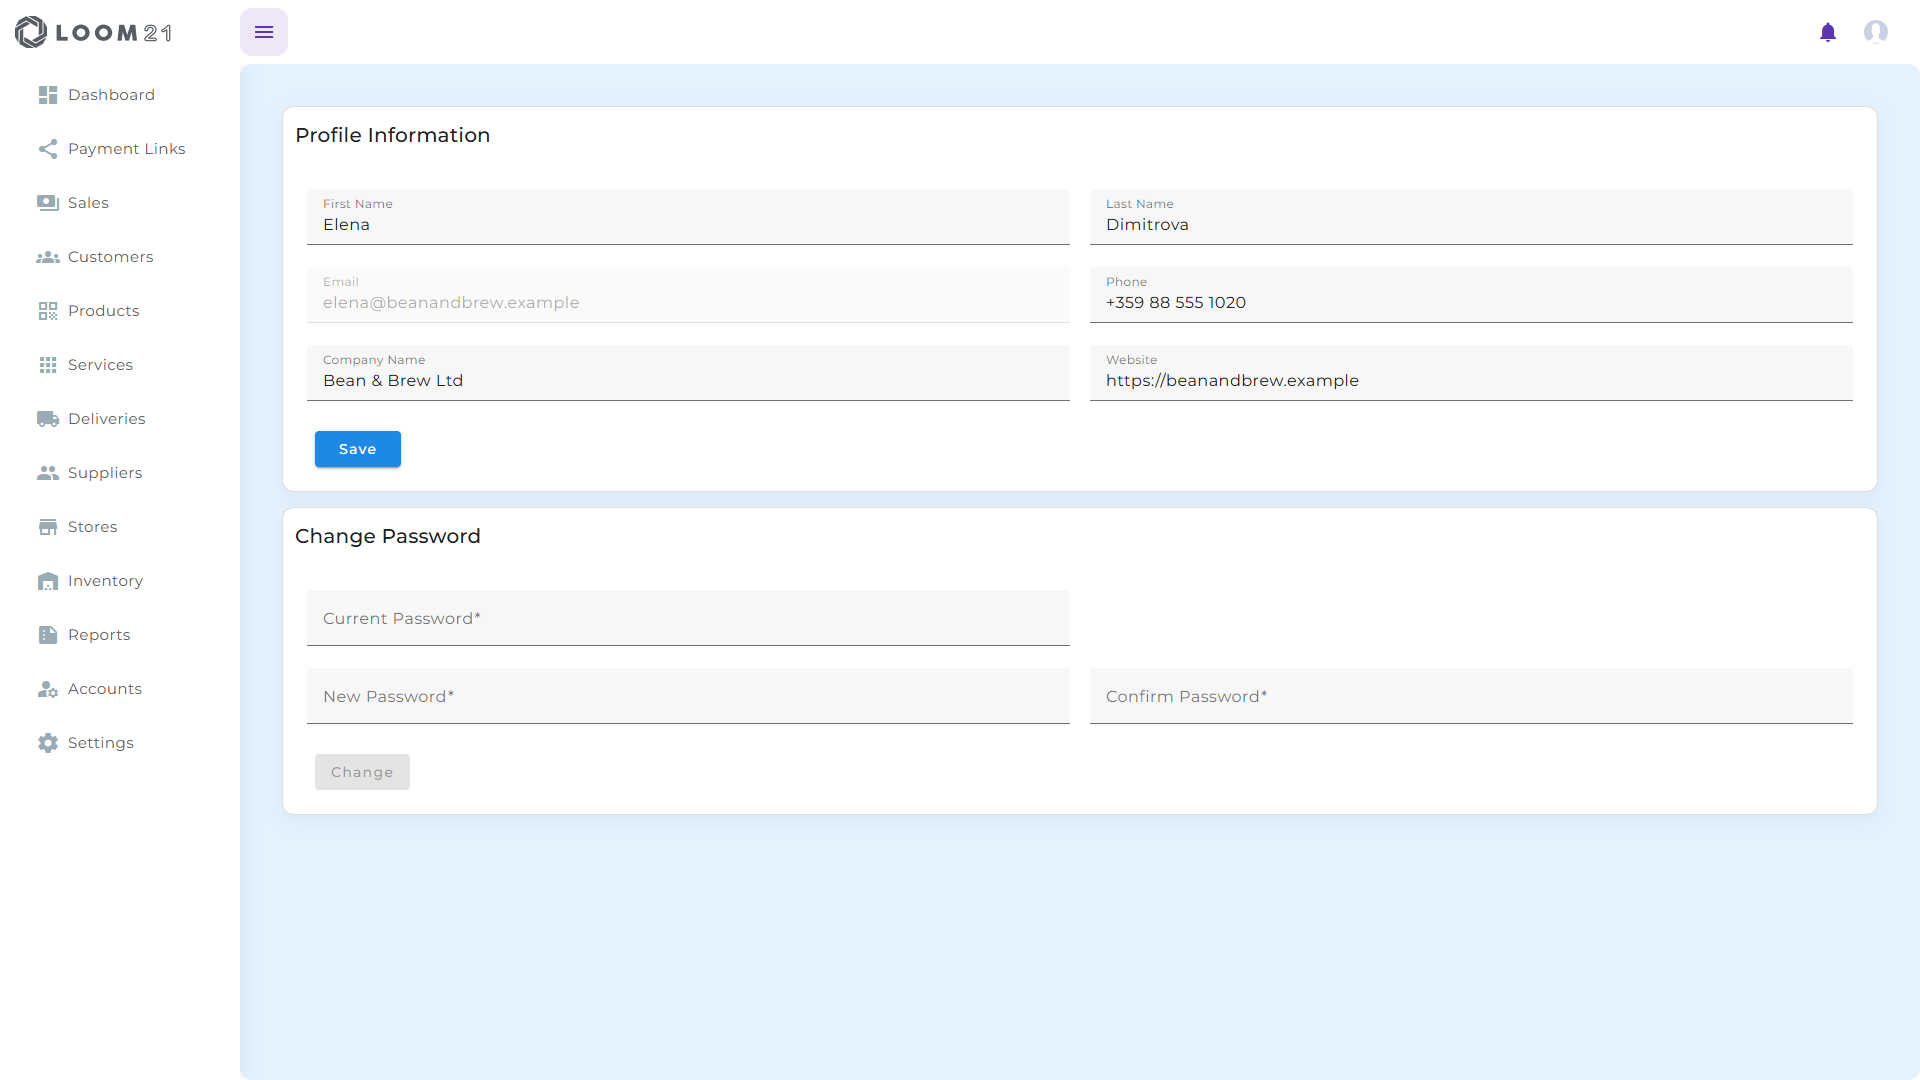 LOOM21
Dashboard
Payment Links
Sales
Customers
Products
Services
Deliveries
Suppliers
Stores
Inventory
Reports
Accounts
Settings
Profile Information
First Name
Elena
Last Name
Dimitrova
Email
elena@beanandbrew.example
Phone
+359 88 555 1020
Company Name
Bean & Brew Ltd
Website
https://beanandbrew.example
Save
Change Password
Current Password*
New Password*
Confirm Password*
Change